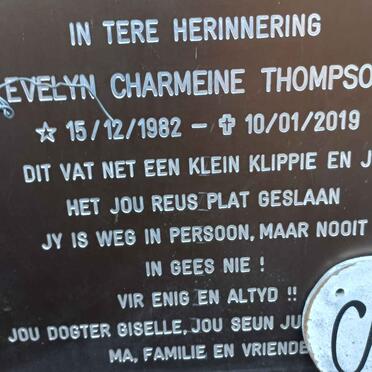 IN TERE HERINNERING
EVELYN CHARMEINE THOMPSO
☆ 15/12/1982 – ✞ 10/01/2019
DIT VAT NET EEN KLEIN KLIPPIE EN J
HET JOU REUS PLAT GESLAAN
JY IS WEG IN PERSOON, MAAR NOOIT
IN GEES NIE !
VIR ENIG EN ALTYD !!
JOU DOGTER GISELLE, JOU SEUN JU
MA, FAMILIE EN VRIENDE